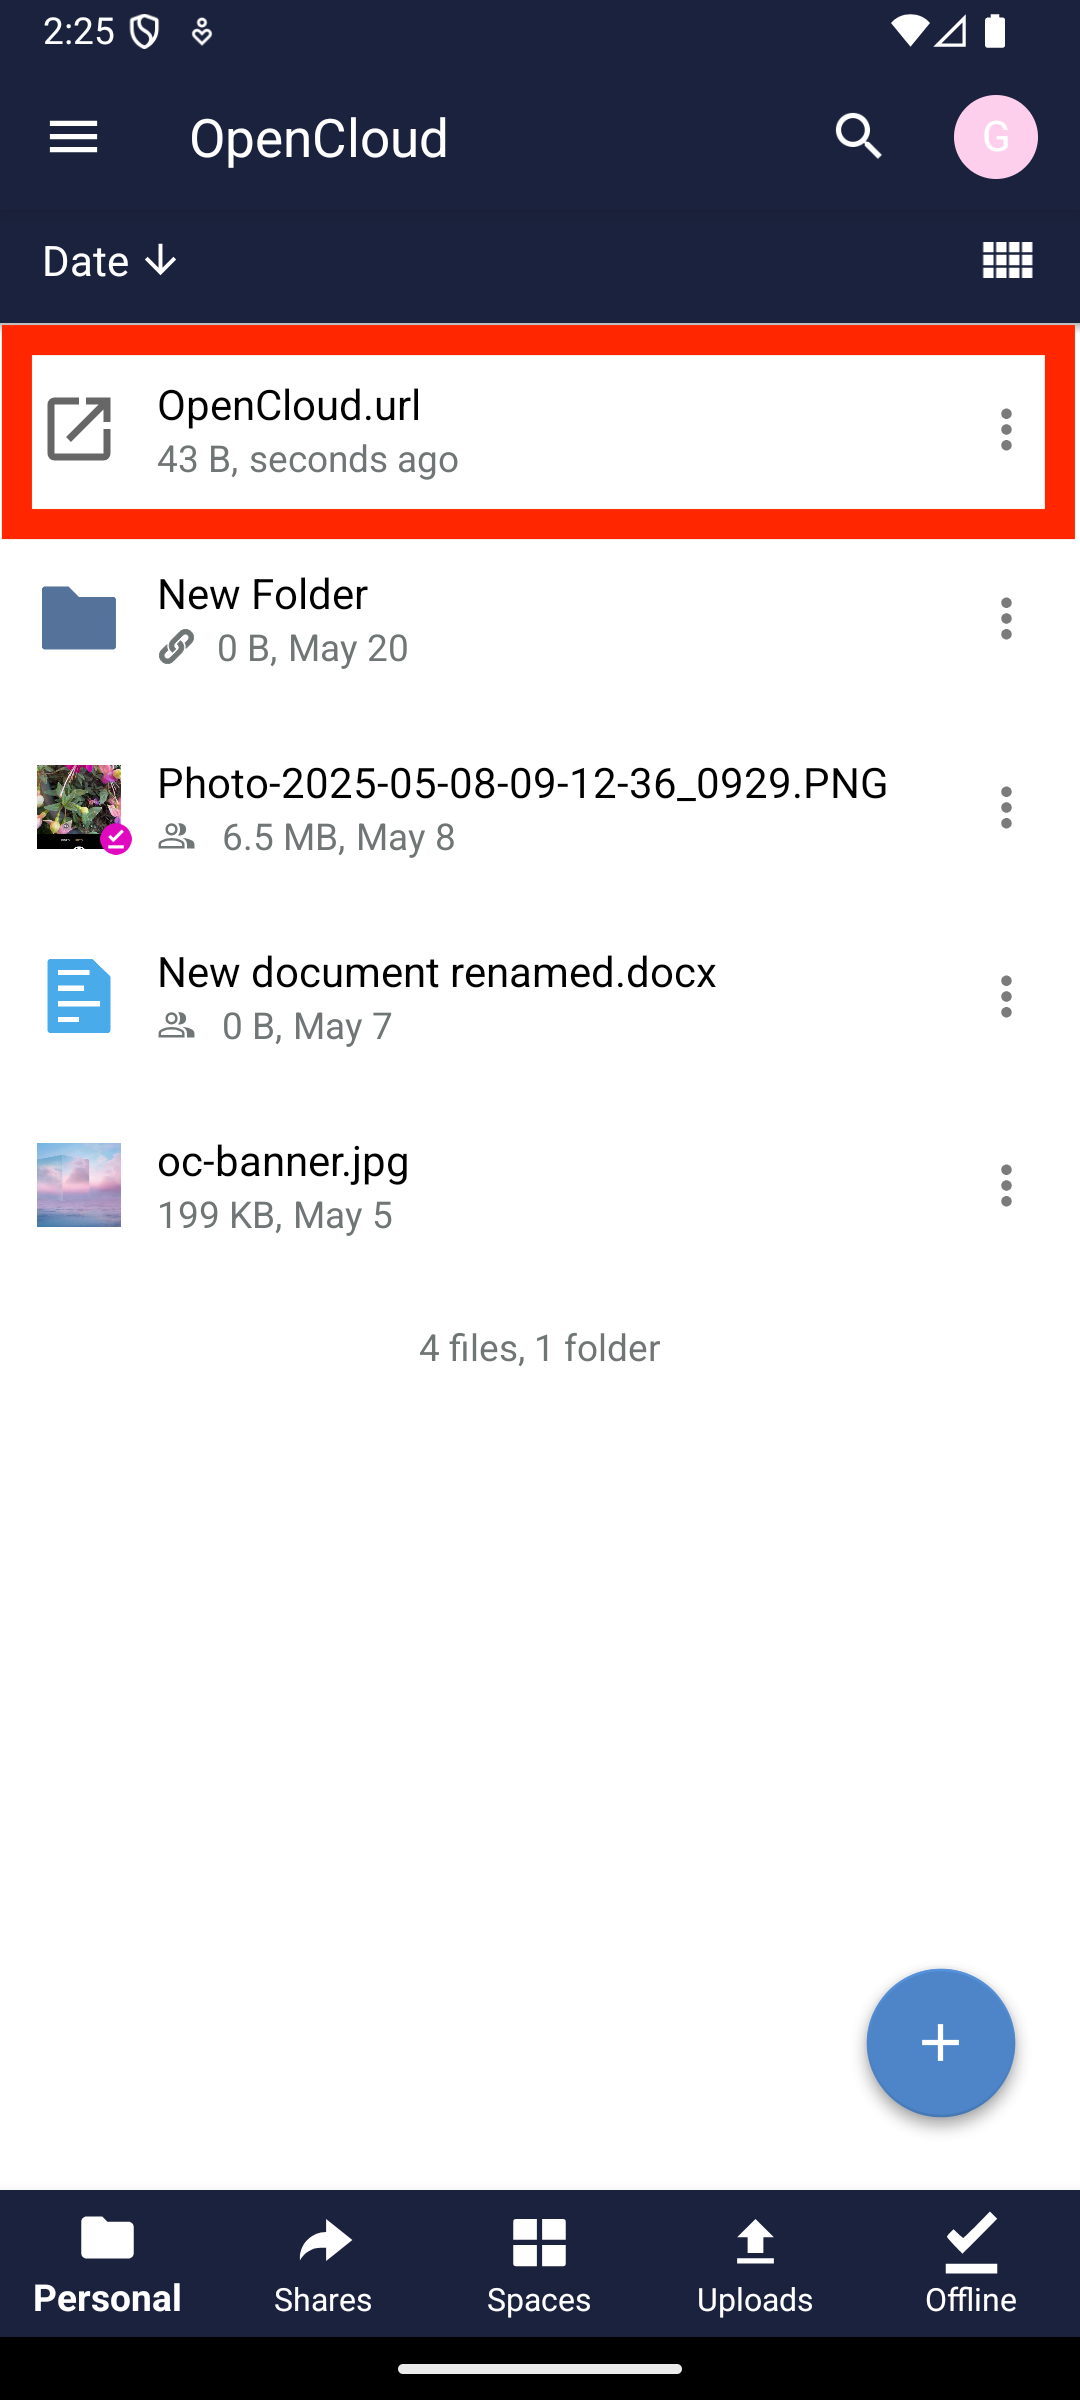 2:25
OpenCloud
G
Date
OpenCloud.url
43 B, seconds ago
New Folder
0 B, May 20
Photo-2025-05-08-09-12-36_0929.PNG
6.5 MB, May 8
New document renamed.docx
0 B, May 7
oc-banner.jpg
199 KB, May 5
4 files, 1 folder
Personal
Shares
Spaces
Uploads
Offline